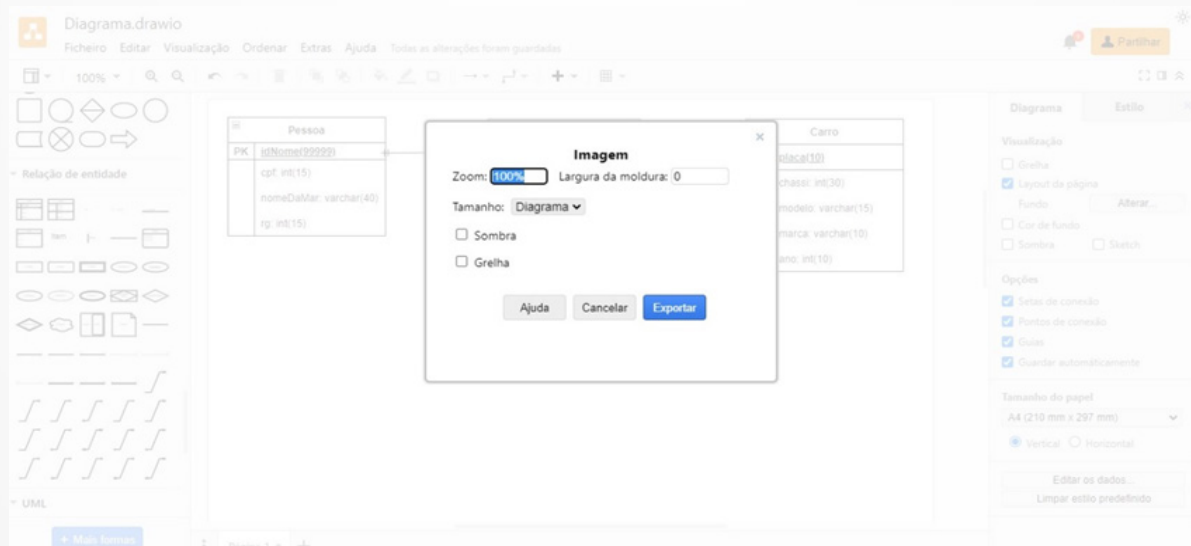 Diagrama.drawio
Ficheiro Editar Visualização Ordenar Extras Ajuda Todas as alterações foram guardadas
Partilhar
100%
Diagrama Estilo
Pessoa
PK idNome(99999)
cpf: int(15)
nomeDaMar: varchar(40)
rg: int(15)
Carro
placa(10)
chassi: int(30)
modelo: varchar(15)
marca: varchar(10)
ano: int(10)
Imagem
Zoom: 100% Largura da moldura: 0
Tamanho: Diagrama
Sombra
Grelha
Ajuda Cancelar Exportar
Relação de entidade
Item
UML
+ Mais formas
Visualização
Grelha
Layout da página
Fundo Alterar...
Cor de fundo
Sombra Sketch
Opções
Setas de conexão
Pontos de conexão
Guias
Guardar automáticamente
Tamanho do papel
A4 (210 mm x 297 mm)
Vertical Horizontal
Editar os dados...
Limpar estilo predefinido